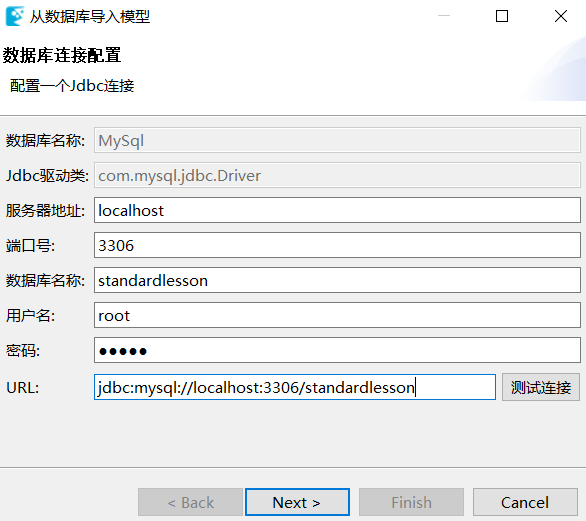 从数据库导入模型
数据库连接配置
配置一个Jdbc连接
数据库名称: MySql
Jdbc驱动类: com.mysql.jdbc.Driver
服务器地址: localhost
端口号: 3306
数据库名称: standardlesson
用户名: root
密码: ●●●●●
URL: jdbc:mysql://localhost:3306/standardlesson 测试连接
< Back Next > Finish Cancel